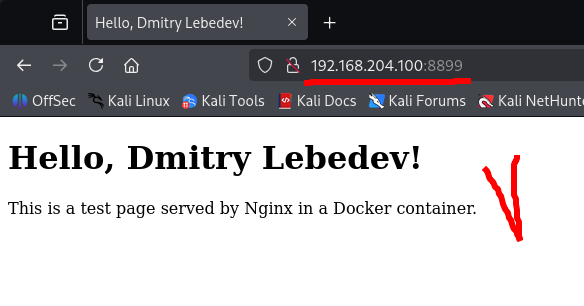 Hello, Dmitry Lebedev!
192.168.204.100:8899
OffSec Kali Linux Kali Tools Kali Docs Kali Forums Kali NetHunte
Hello, Dmitry Lebedev!
This is a test page served by Nginx in a Docker container.